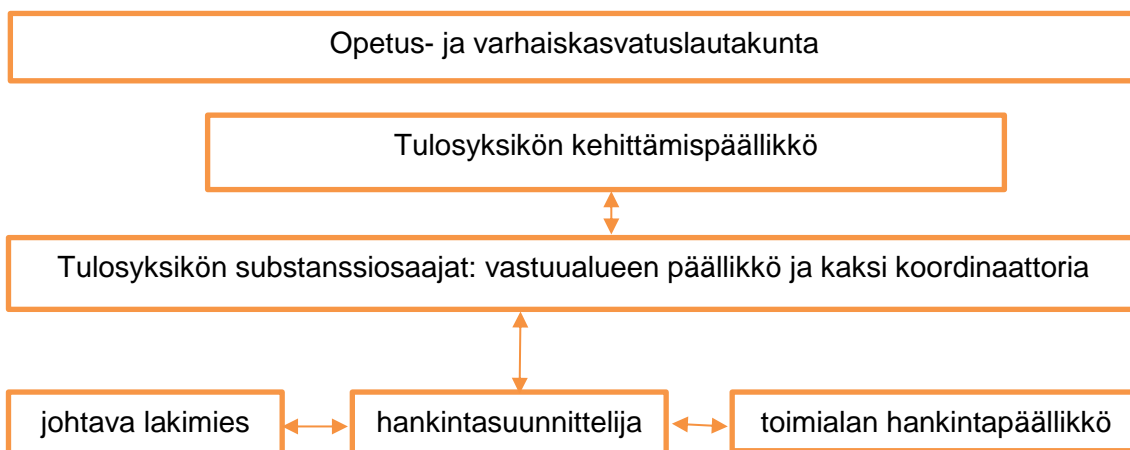 Opetus- ja varhaiskasvatuslautakunta
Tulosyksikön kehittämispäällikkö
Tulosyksikön substanssiosaajat: vastuualueen päällikkö ja kaksi koordinaattoria
johtava lakimies
hankintasuunnittelija
toimialan hankintapäällikkö